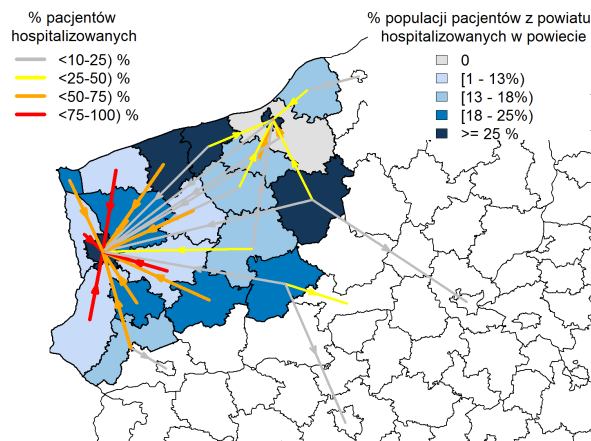 % pacjentów
hospitalizowanych
<10-25) %
<25-50) %
<50-75) %
<75-100) %
% populacji pacjentów z powiatu
hospitalizowanych w powiecie
0
[1 - 13%)
[13 - 18%)
[18 - 25%)
>= 25 %